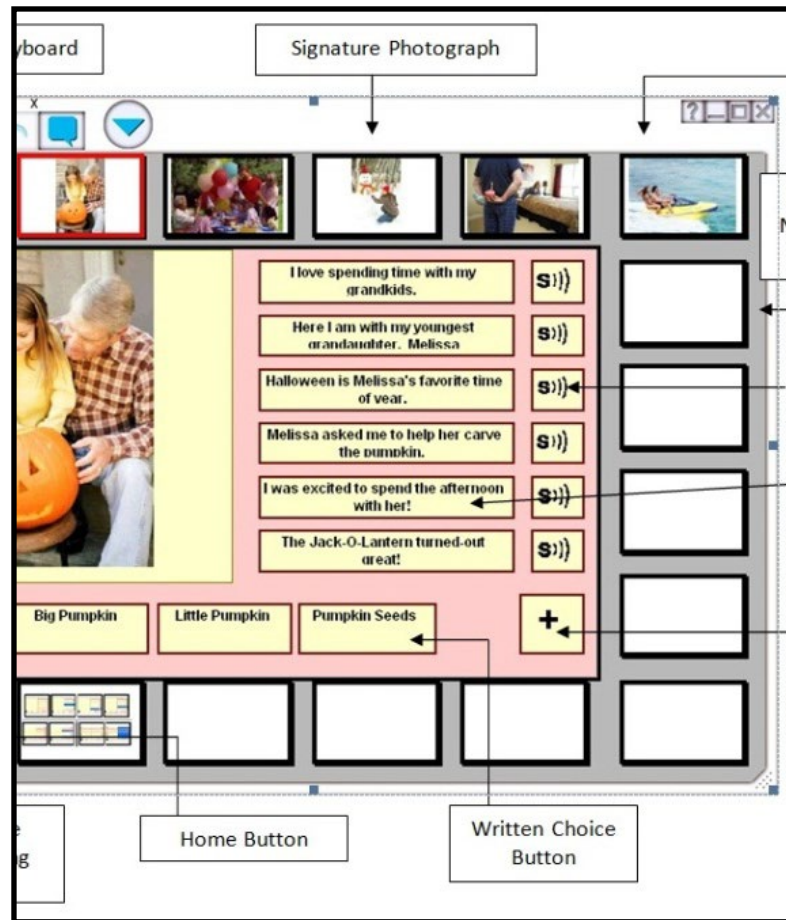 Signature Photograph
x
?
I love spending time with my
grandkids.
S
Here I am with my youngest
grandaughter. Melissa
S
Halloween is Melissa's favorite time
of year.
S
Melissa asked me to help her carve
the pumpkin.
S
I was excited to spend the afternoon
with her!
S
The Jack-O-Lantern turned-out
great!
S
Big Pumpkin
Little Pumpkin
Pumpkin Seeds
+
Home Button
Written Choice
Button